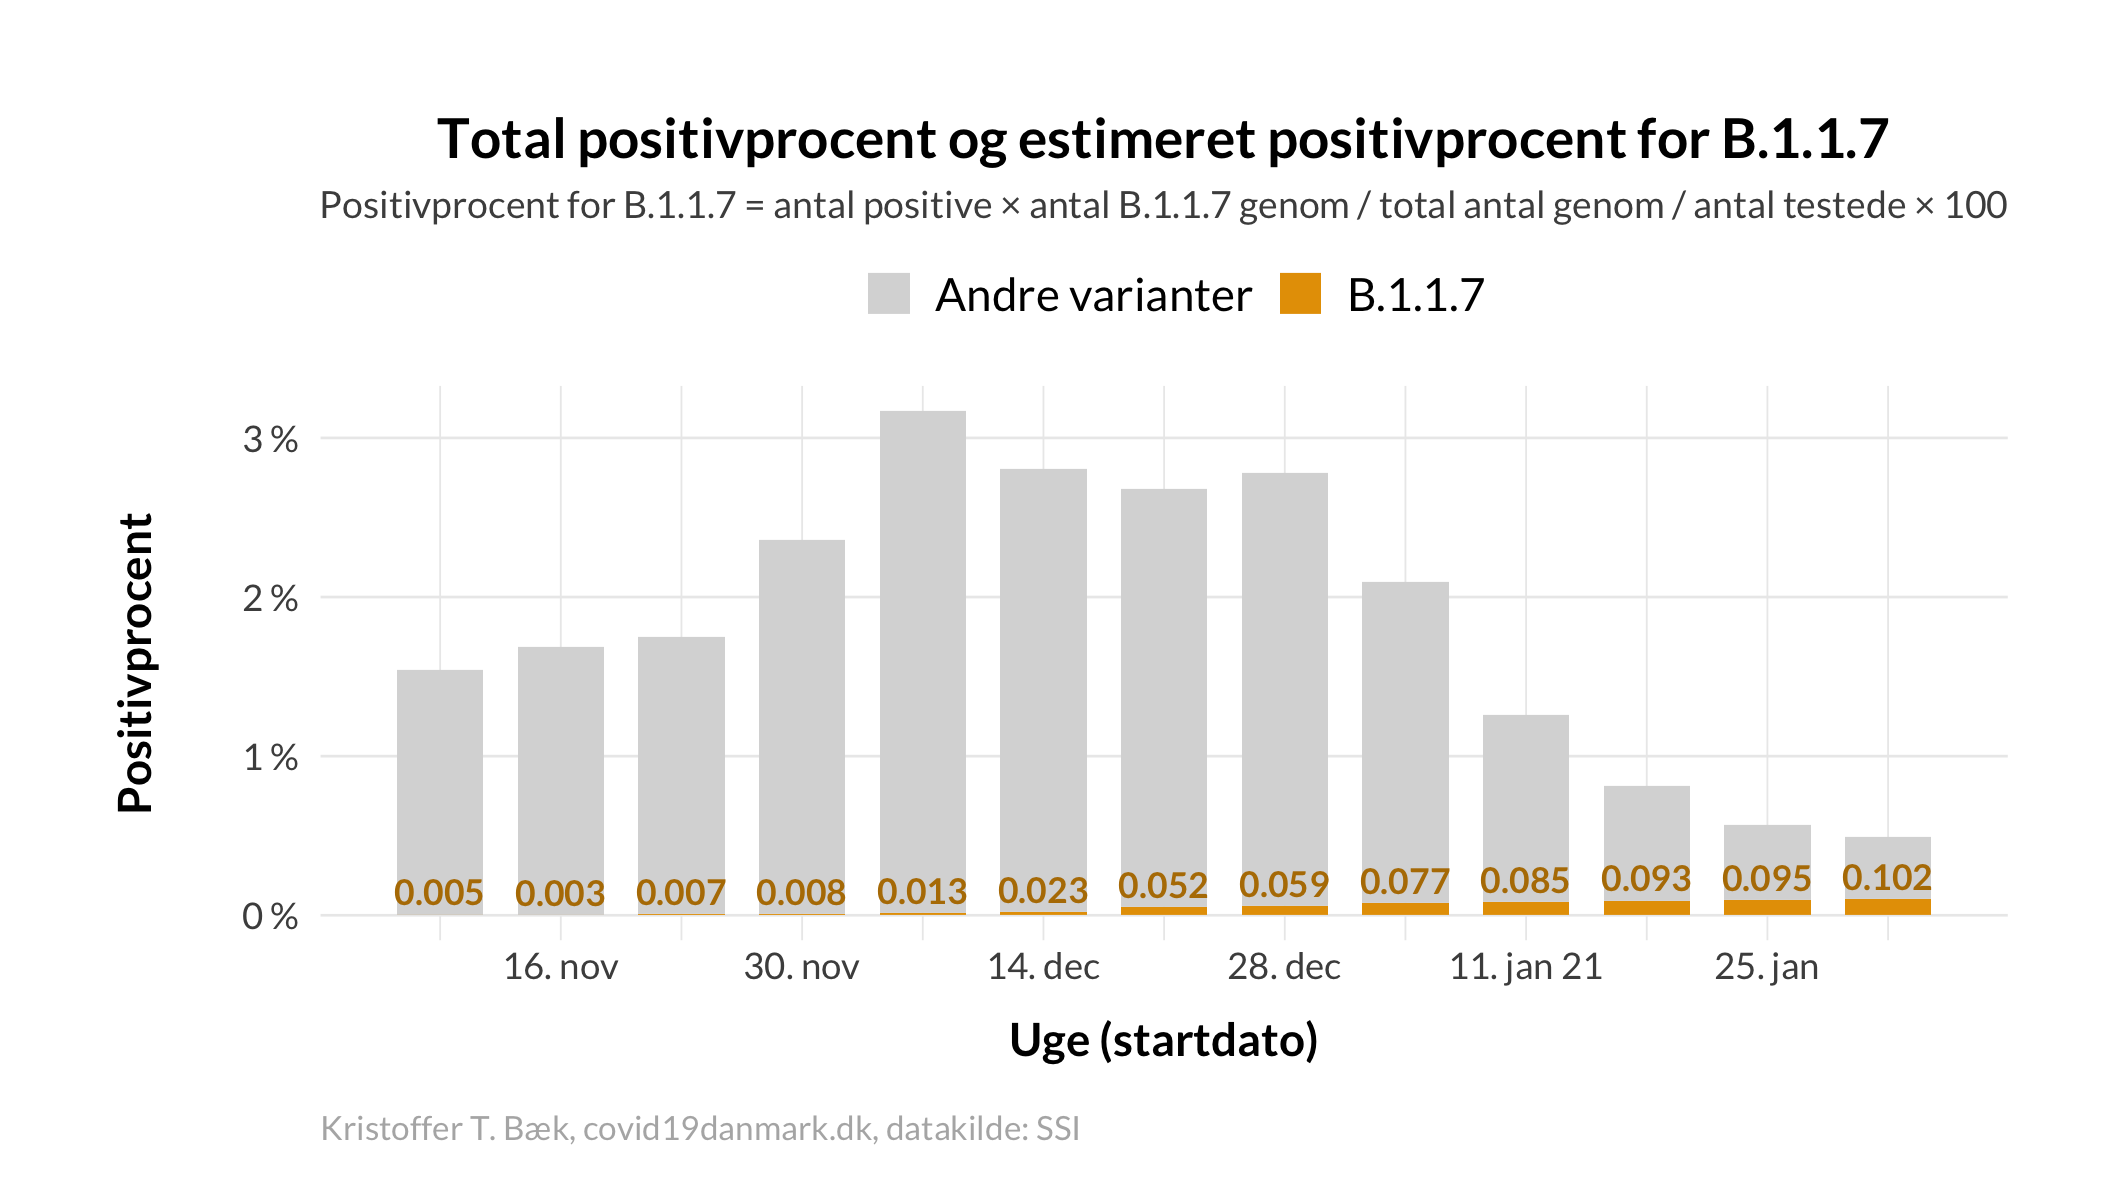 Total positivprocent og estimeret positivprocent for B.1.1.7
Positivprocent for B.1.1.7 = antal positive × antal B.1.1.7 genom / total antal genom / antal testede × 100
Andre varianter B.1.1.7
Positivprocent
3 %
2 %
1 %
0 %
0.005 0.003 0.007 0.008 0.013 0.023 0.052 0.059 0.077 0.085 0.093 0.095 0.102
16. nov 30. nov 14. dec 28. dec 11. jan 21 25. jan
Uge (startdato)
Kristoffer T. Bæk, covid19danmark.dk, datakilde: SSI